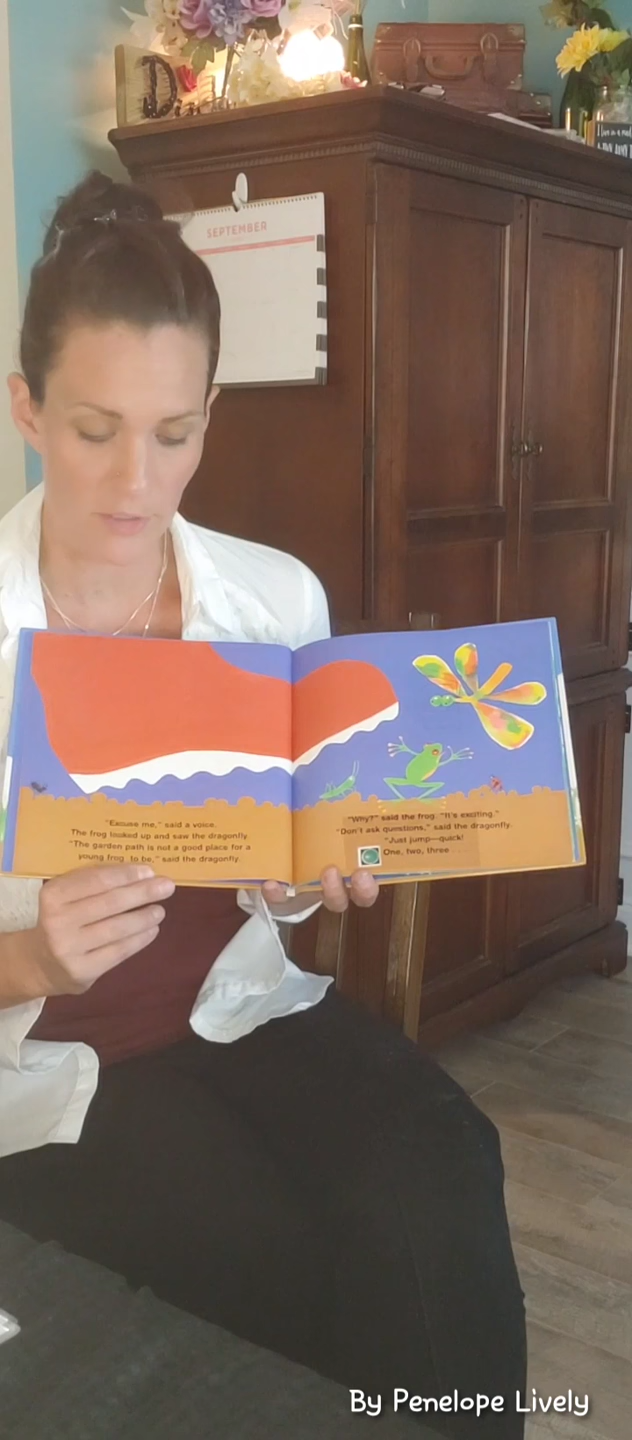 SEPTEMBER
"Excuse me," said a voice.
The frog looked up and saw the dragonfly.
"The garden path is not a good place for a
young frog to be," said the dragonfly.
"Why?" said the frog. "It's exciting."
"Don't ask questions," said the dragonfly.
"Just jump—quick!
One, two, three . . .
By Penelope Lively